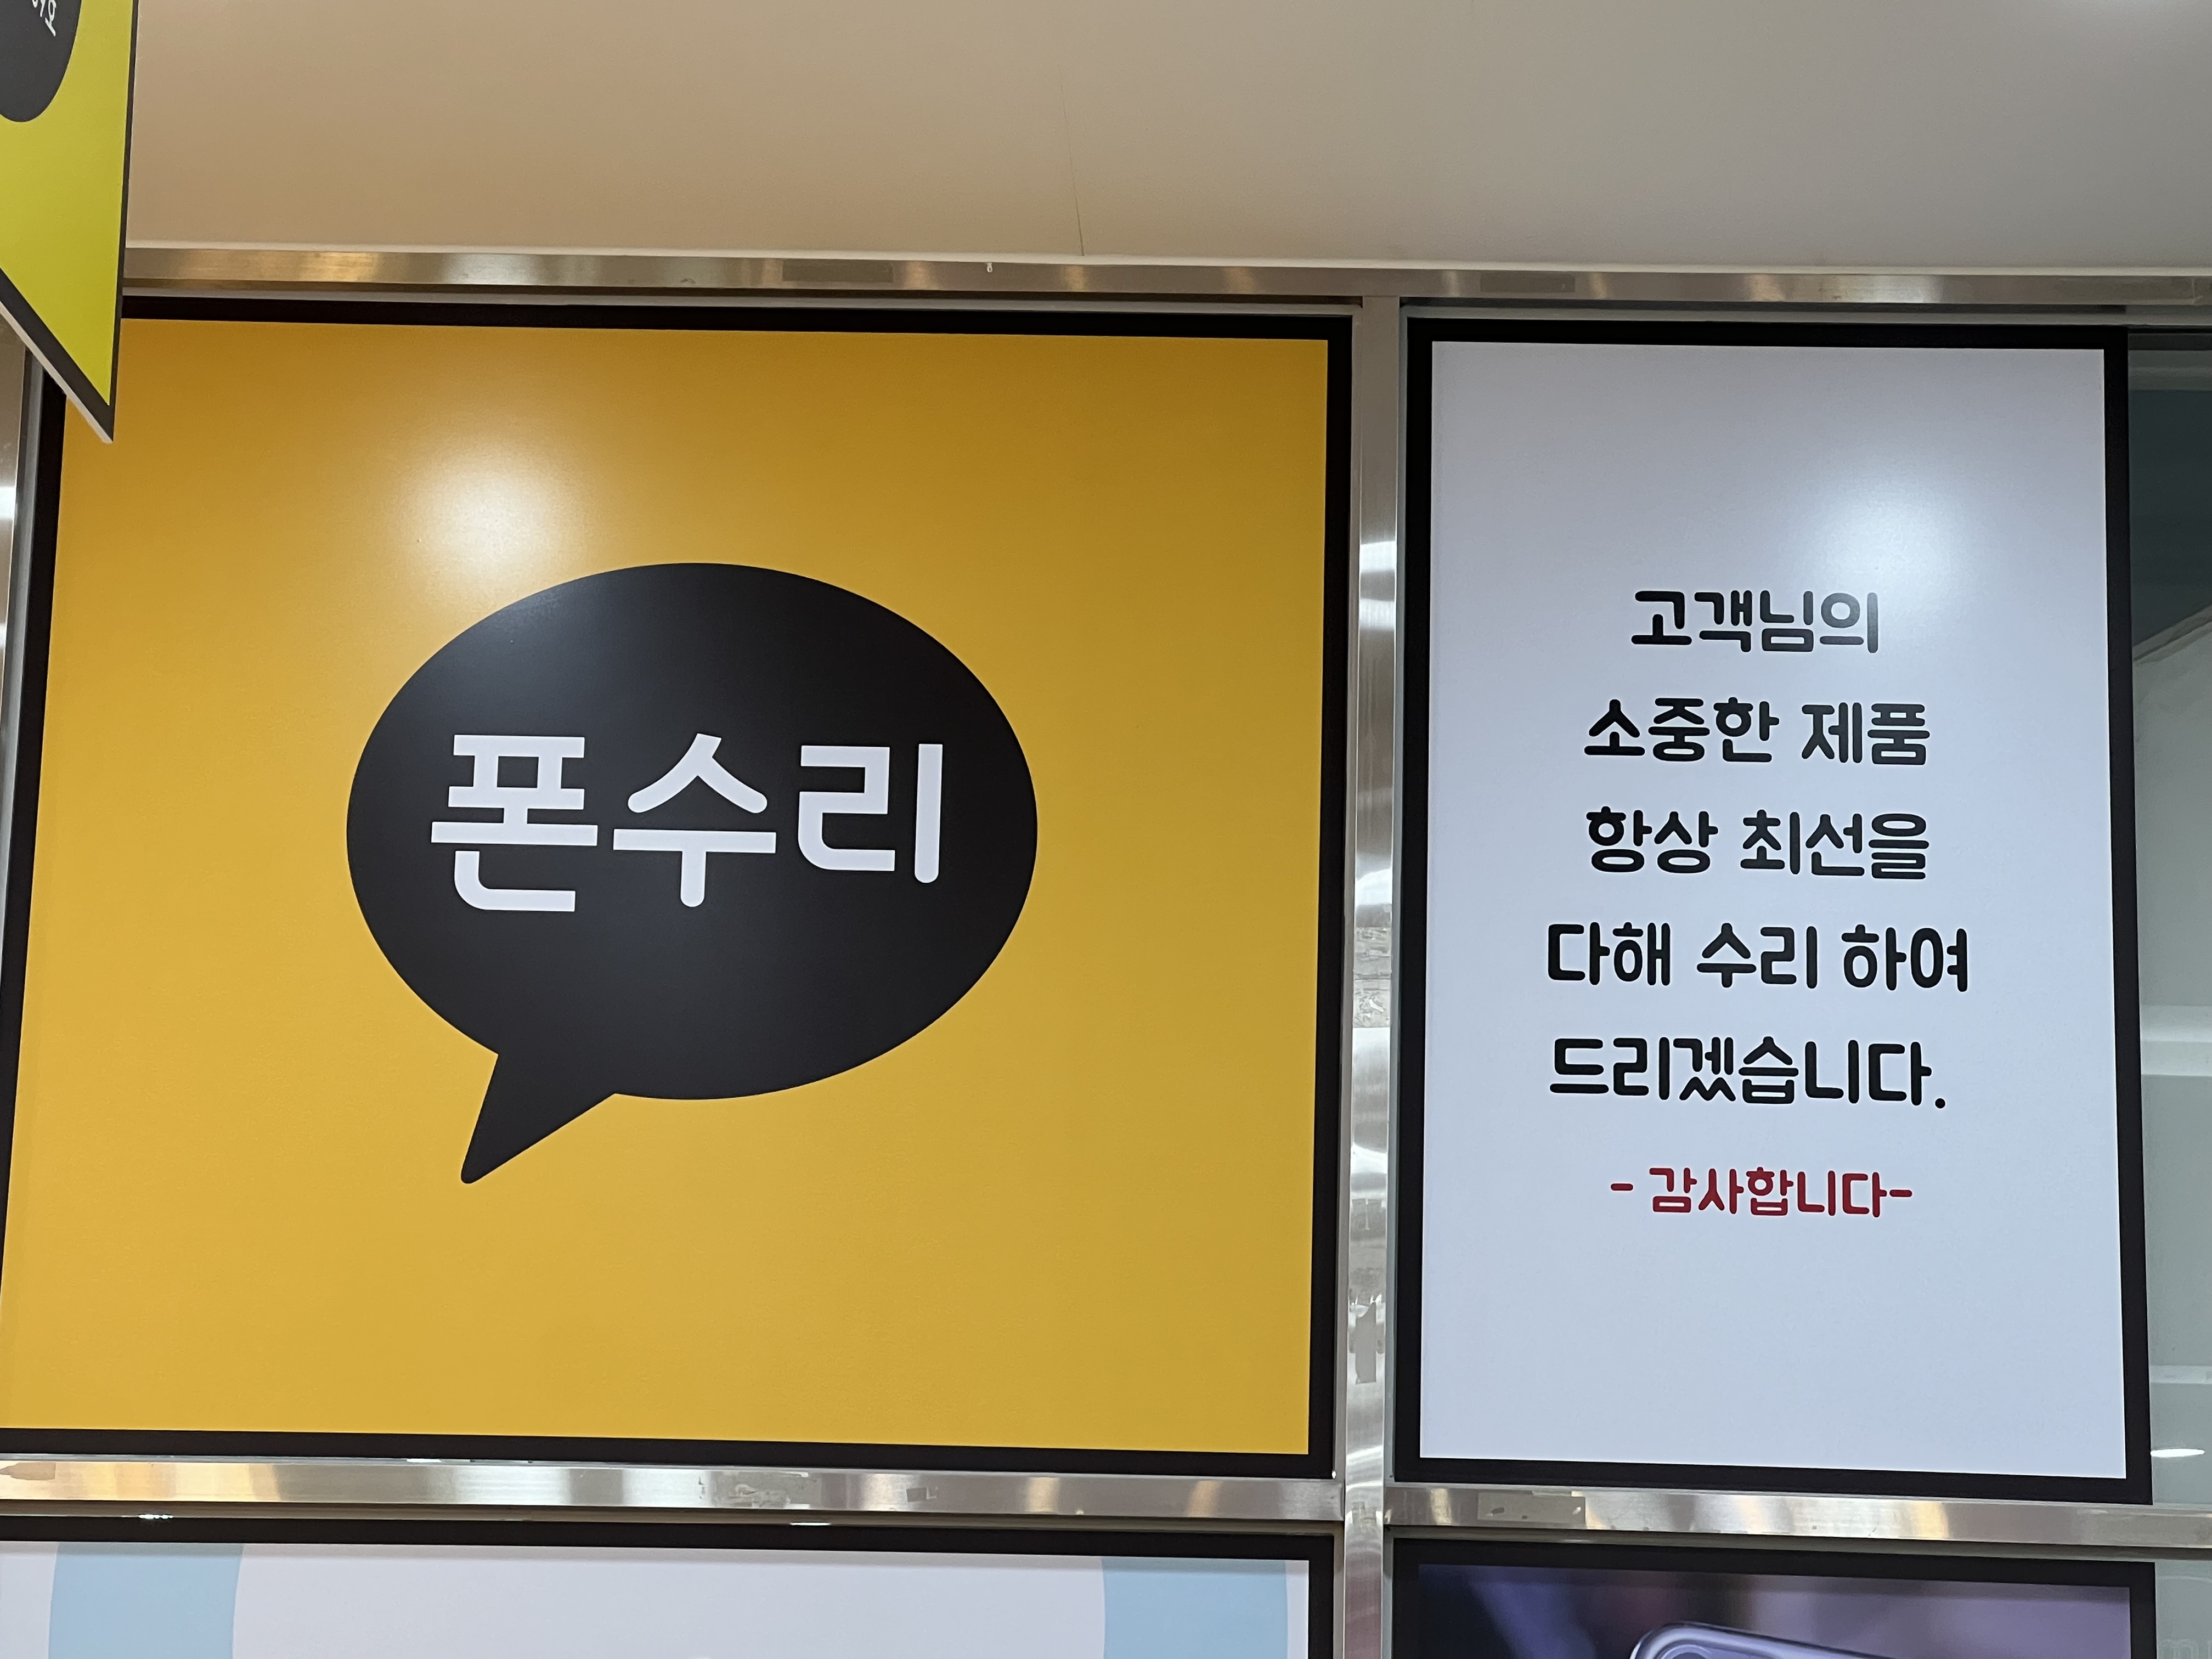 폰수리
고객님의
소중한 제품
항상 최선을
다해 수리 하여
드리겠습니다.
- 감사합니다-